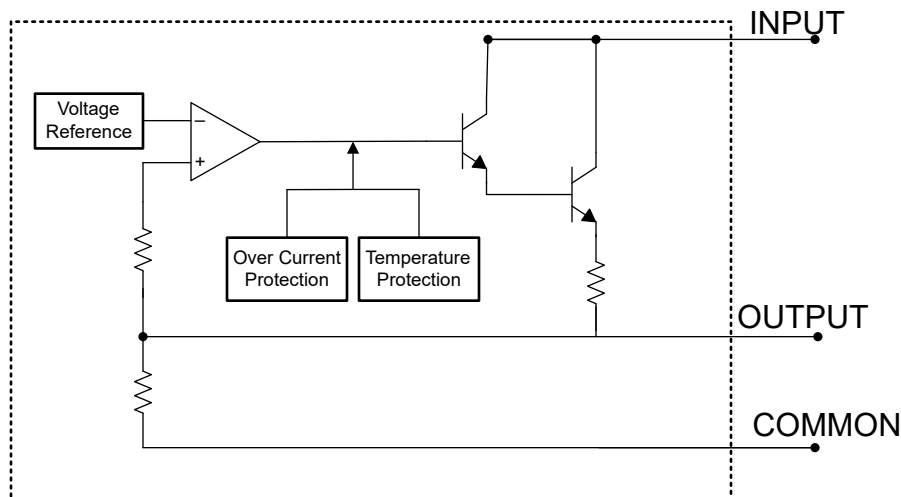 INPUT
Voltage
Reference
−
+
Over Current
Protection
Temperature
Protection
OUTPUT
COMMON